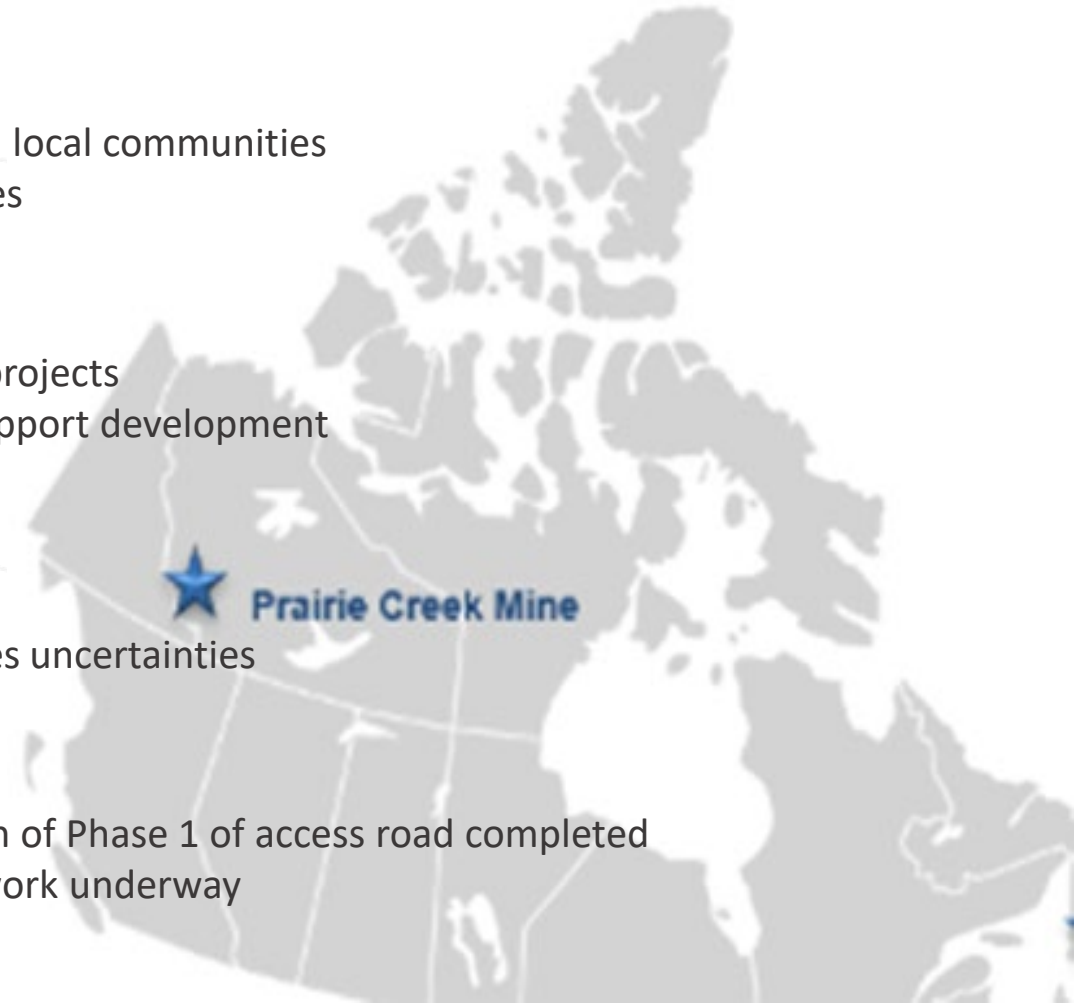 local communities
es
projects
pport development
Prairie Creek Mine
es uncertainties
n of Phase 1 of access road completed
work underway